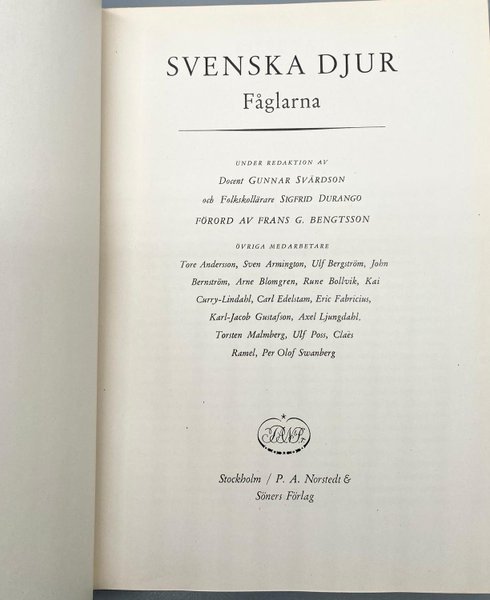 SVENSKA DJUR
Fåglarna
UNDER REDAKTION AV
Docent GUNNAR SVÄRDSON
och Folkskollärare SIGFRID DURANGO
FÖRORD AV FRANS G. BENGTSSON
ÖVRIGA MEDARBETARE
Tore Andersson, Sven Armington, Ulf Bergström, John
Bernström, Arne Blomgren, Rune Bollvik, Kai
Curry-Lindahl, Carl Edelstam, Eric Fabricius,
Karl-Jacob Gustafson, Axel Ljungdahl,
Torsten Malmberg, Ulf Poss, Claës
Ramel, Per Olof Swanberg
Stockholm / P. A. Norstedt &
Söners Förlag